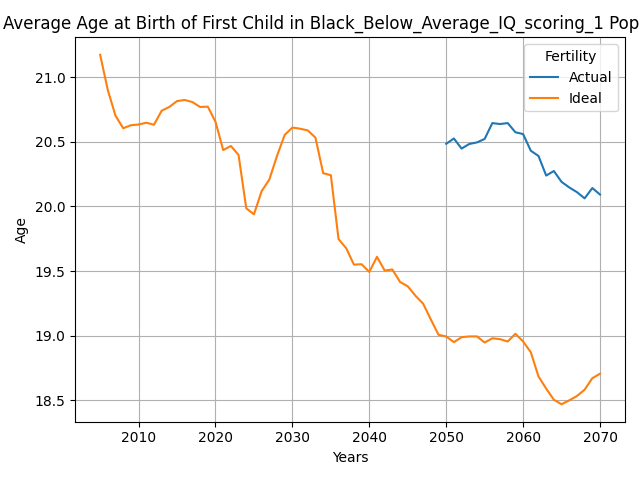 Average Age at Birth of First Child in Black_Below_Average_IQ_scoring_1 Pop
Fertility
Actual
Ideal
21.0
20.5
20.0
19.5
19.0
18.5
Age
2010 2020 2030 2040 2050 2060 2070
Years